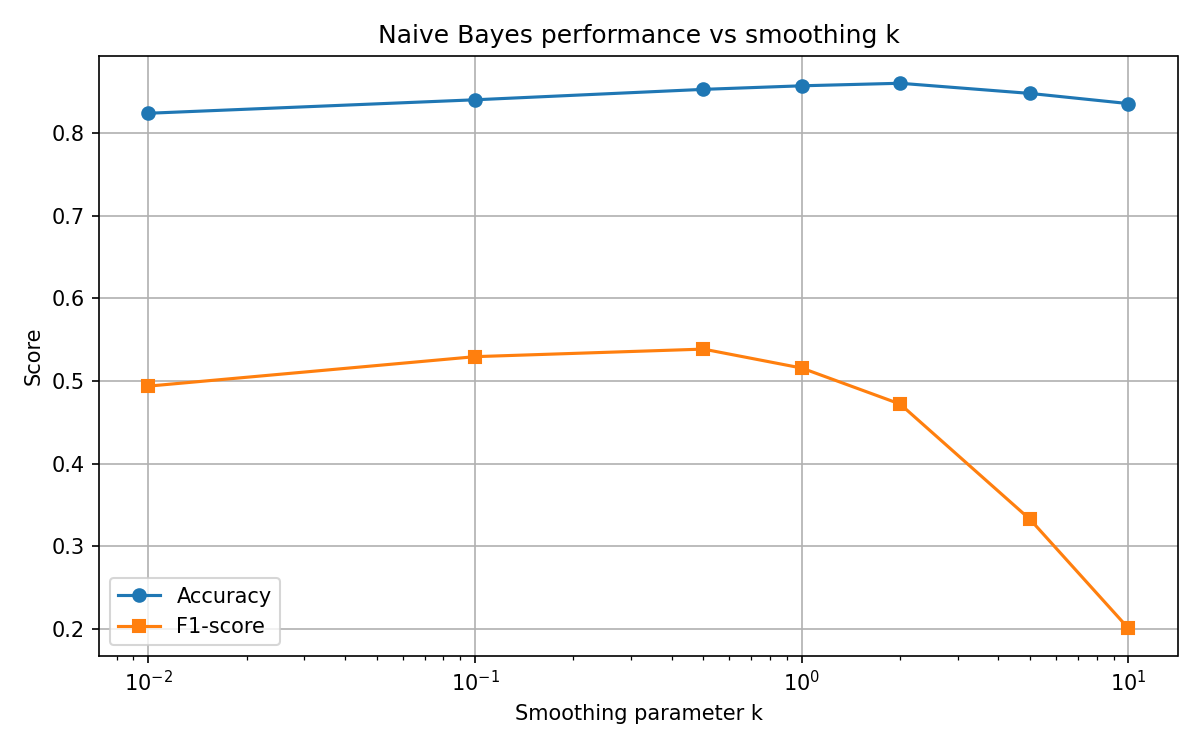 Naive Bayes performance vs smoothing k
Score
0.8
0.7
0.6
0.5
0.4
0.3
0.2
Accuracy
F1-score
10⁻² 10⁻¹ 10⁰ 10¹
Smoothing parameter k